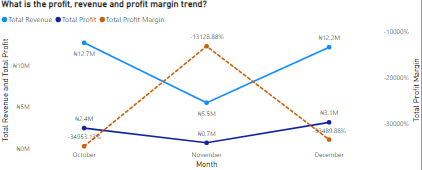 What is the profit, revenue and profit margin trend?
Total Revenue Total Profit Total Profit Margin
Total Revenue and Total Profit
₦10M
₦5M
₦0M
₦12.7M
₦5.5M
₦12.2M
₦2.4M
₦0.7M
₦3.1M
-13128.88%
-10000%
-20000%
-30000%
Total Profit Margin
October
November
December
Month